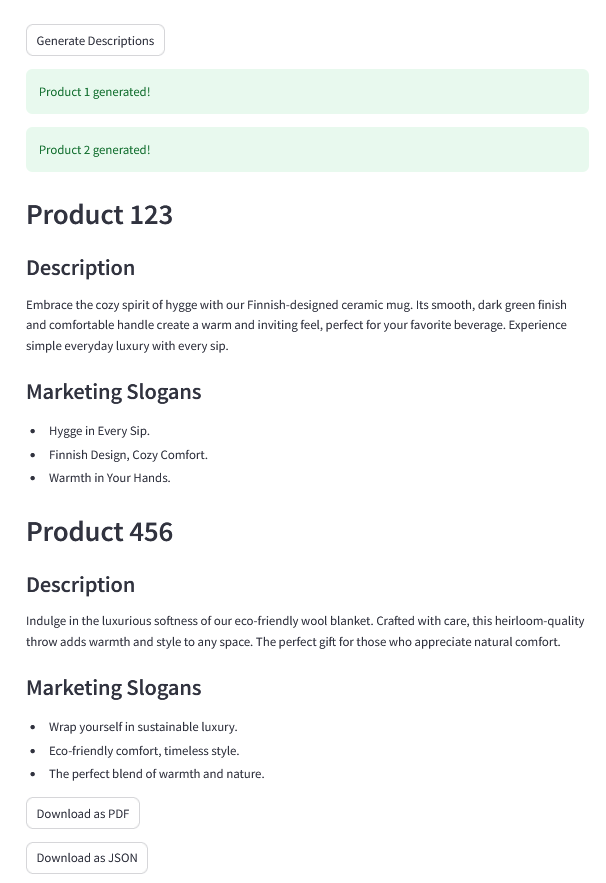 Generate Descriptions
Product 1 generated!
Product 2 generated!
Product 123
Description
Embrace the cozy spirit of hygge with our Finnish-designed ceramic mug. Its smooth, dark green finish
and comfortable handle create a warm and inviting feel, perfect for your favorite beverage. Experience
simple everyday luxury with every sip.
Marketing Slogans
• Hygge in Every Sip.
• Finnish Design, Cozy Comfort.
• Warmth in Your Hands.
Product 456
Description
Indulge in the luxurious softness of our eco-friendly wool blanket. Crafted with care, this heirloom-quality
throw adds warmth and style to any space. The perfect gift for those who appreciate natural comfort.
Marketing Slogans
• Wrap yourself in sustainable luxury.
• Eco-friendly comfort, timeless style.
• The perfect blend of warmth and nature.
Download as PDF
Download as JSON